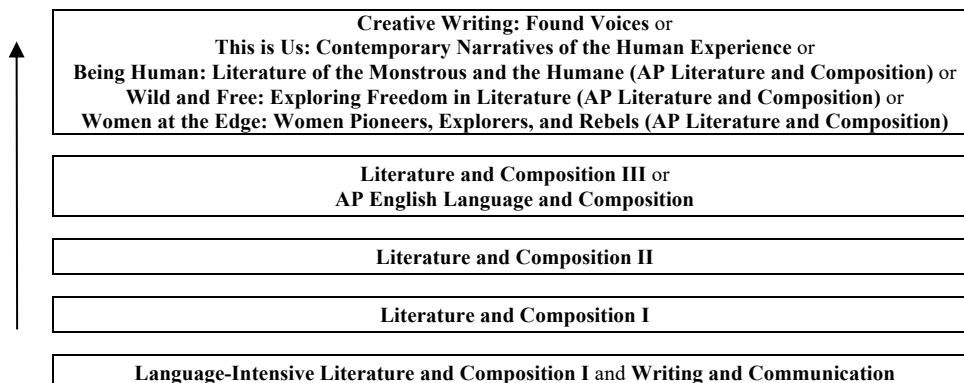 Creative Writing: Found Voices or
This is Us: Contemporary Narratives of the Human Experience or
Being Human: Literature of the Monstrous and the Humane (AP Literature and Composition) or
Wild and Free: Exploring Freedom in Literature (AP Literature and Composition) or
Women at the Edge: Women Pioneers, Explorers, and Rebels (AP Literature and Composition)
Literature and Composition III or
AP English Language and Composition
Literature and Composition II
Literature and Composition I
Language-Intensive Literature and Composition I and Writing and Communication